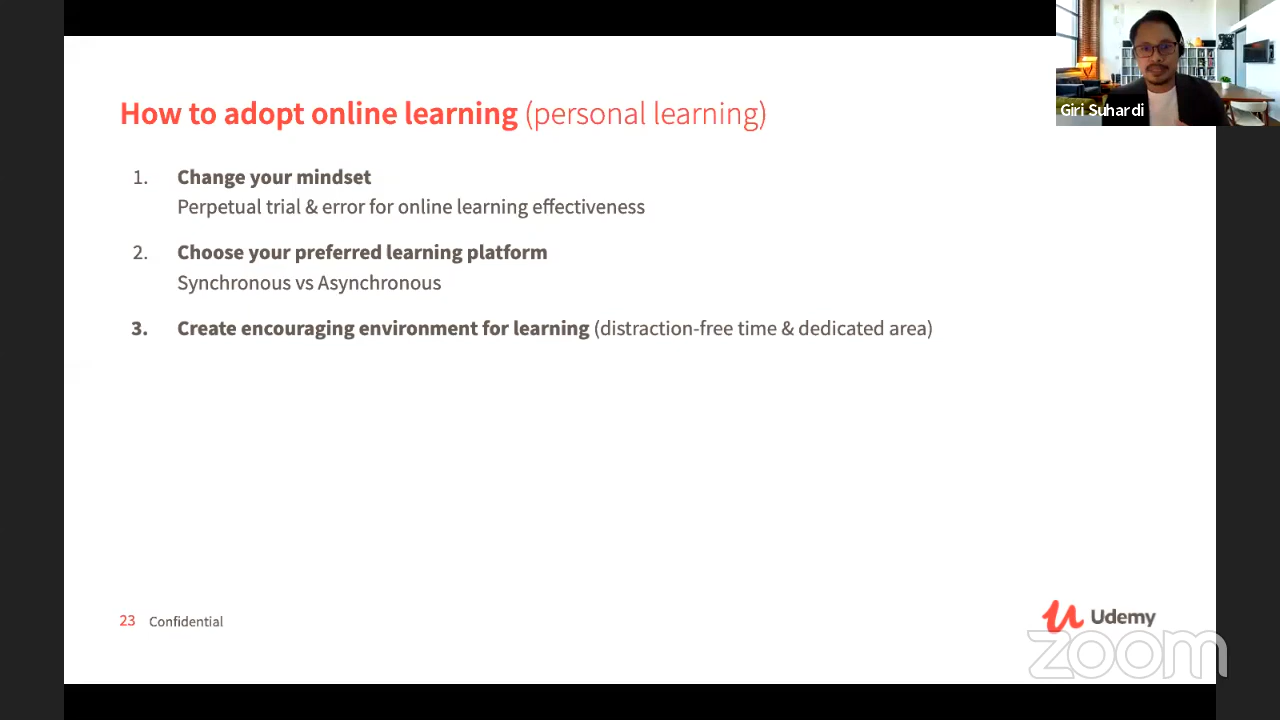 How to adopt online learning (personal learning)
Giri Suhardi
1. Change your mindset
Perpetual trial & error for online learning effectiveness
2. Choose your preferred learning platform
Synchronous vs Asynchronous
3. Create encouraging environment for learning (distraction-free time & dedicated area)
23 Confidential
Udemy
zoom